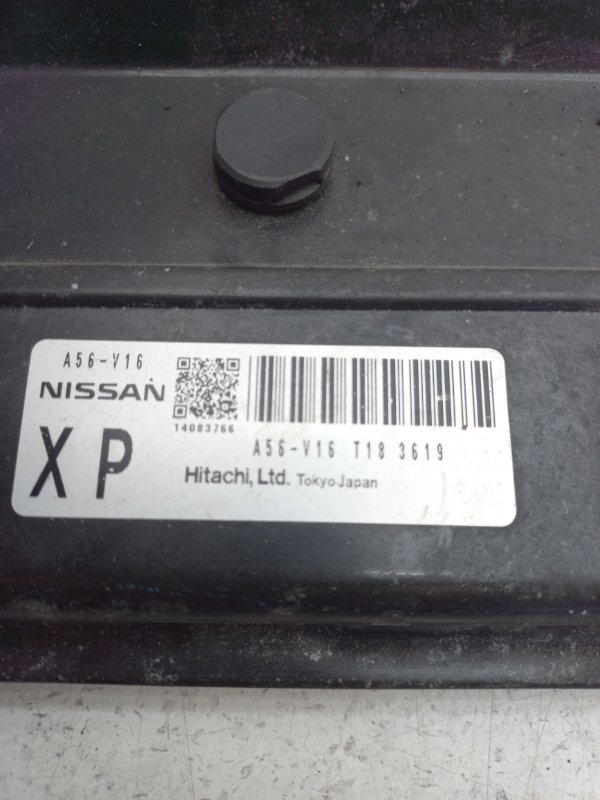 A56-V16
NISSAN
XP
14083766
A56-V16 T18 3619
Hitachi, Ltd. Tokyo Japan